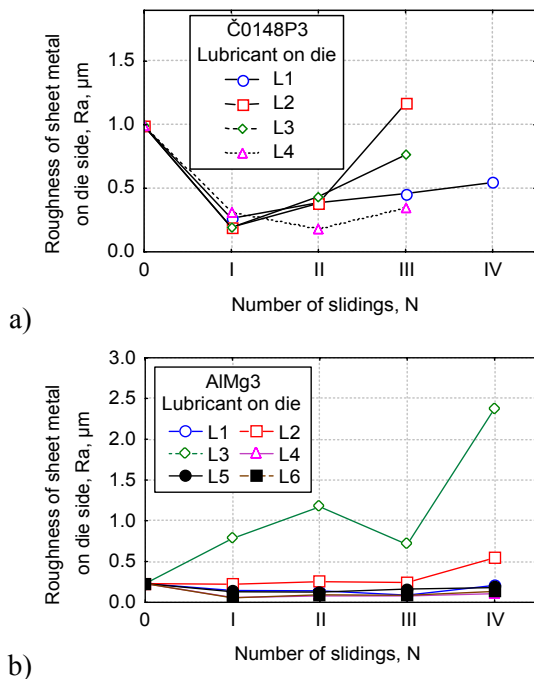 Č0148P3
Lubricant on die
L1
L2
L3
L4
Roughness of sheet metal
on die side, Ra, µm
1.5
1.0
0.5
0.0
0 I II III IV
Number of slidings, N
a)
AlMg3
Lubricant on die
L1 L2
L3 L4
L5 L6
Roughness of sheet metal
on die side, Ra, µm
3.0
2.5
2.0
1.5
1.0
0.5
0.0
0 I II III IV
Number of slidings, N
b)